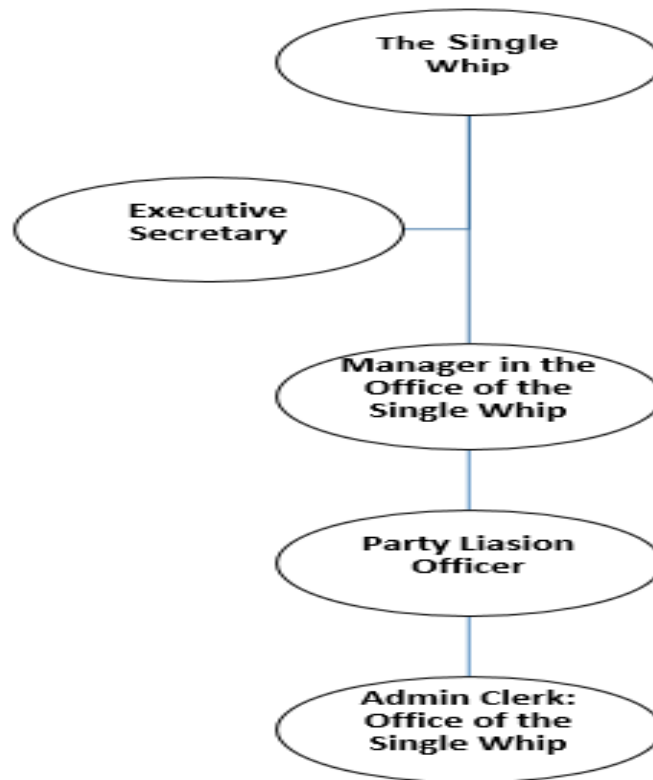 The Single
Whip
Executive
Secretary
Manager in the
Office of the
Single Whip
Party Liasion
Officer
Admin Clerk:
Office of the
Single Whip